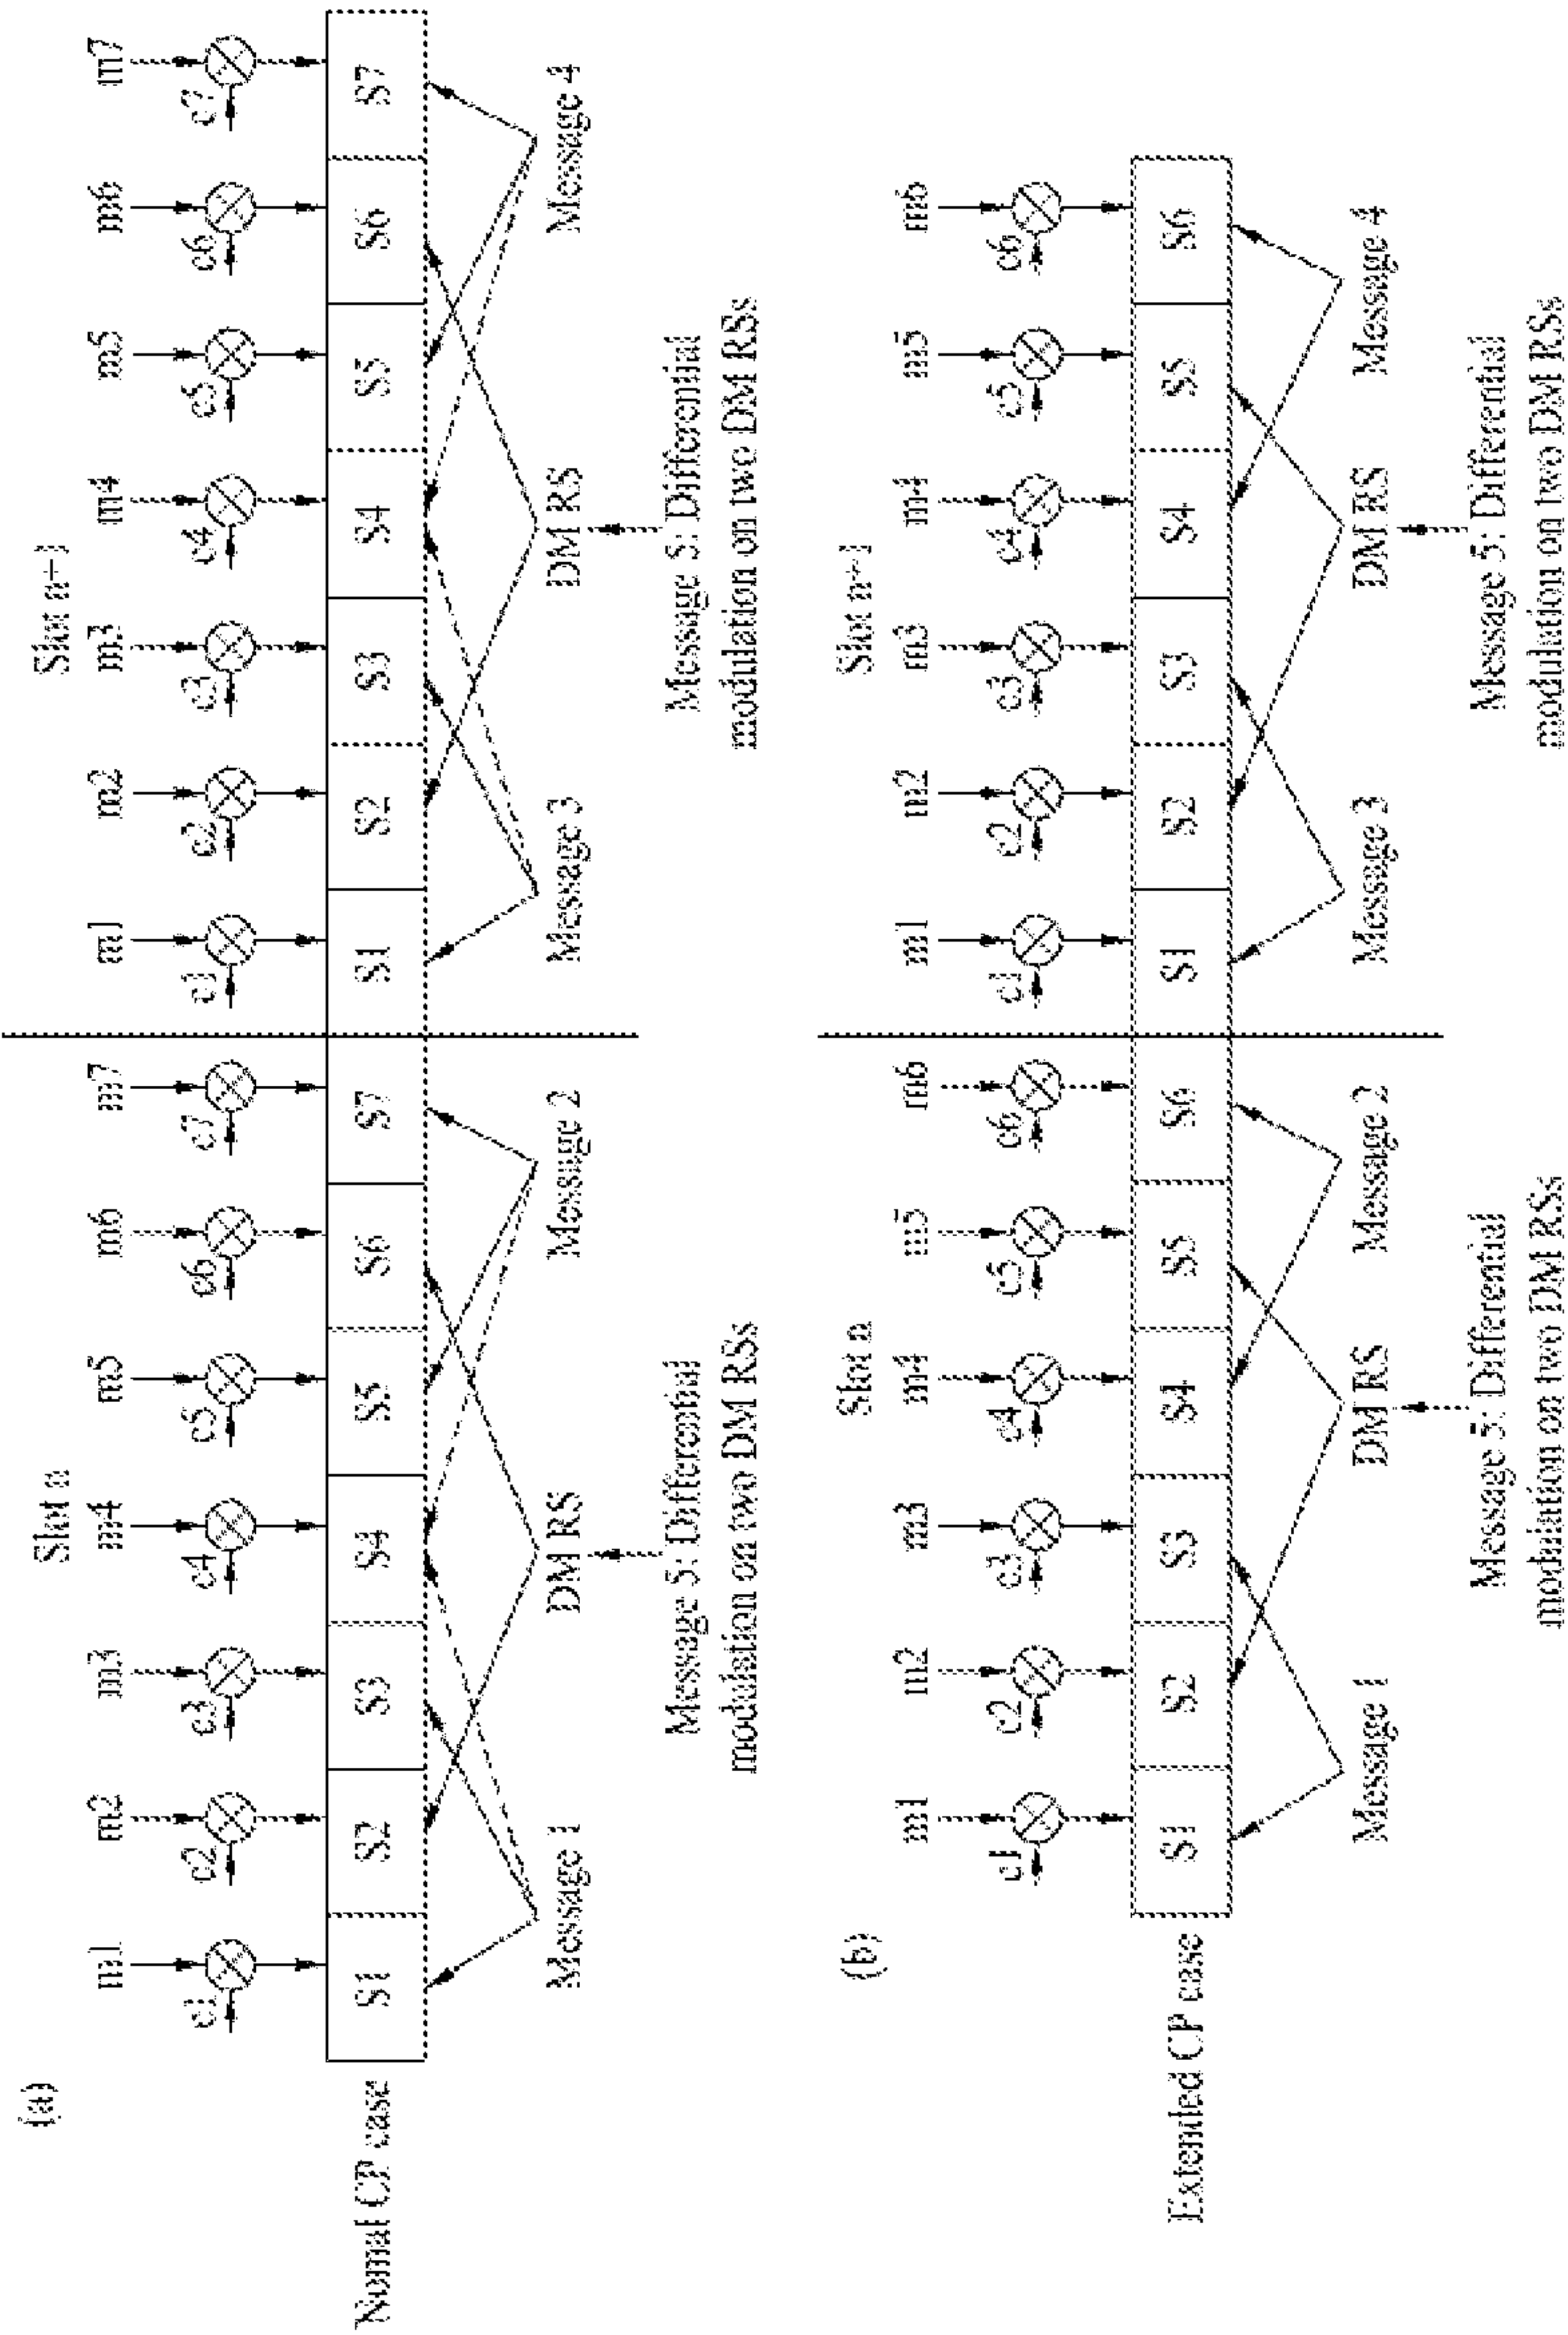 (a)
Slot n
Slot n+1
m1 m2 m3 m4 m5 m6 m7 m1 m2 m3 m4 m5 m6 m7
c1 c2 c3 c4 c5 c6 c7 c1 c2 c3 c4 c5 c6 c7
Nomal CP case
S1 S2 S3 S4 S5 S6 S7 S1 S2 S3 S4 S5 S6 S7
Message 1 DM RS Message 2 Message 3 DM RS Message 4
Message 5: Differential
modulation on two DM RSs
Message 5: Differential
modulation on two DM RSs
(b)
Slot n
Slot n+1
m1 m2 m3 m4 m5 m6 m1 m2 m3 m4 m5 m6
c1 c2 c3 c4 c5 c6 c1 c2 c3 c4 c5 c6
Extended CP case
S1 S2 S3 S4 S5 S6 S1 S2 S3 S4 S5 S6
Message 1 DM RS Message 2 Message 3 DM RS Message 4
Message 5: Differential
modulation on two DM RSs
Message 5: Differential
modulation on two DM RSs